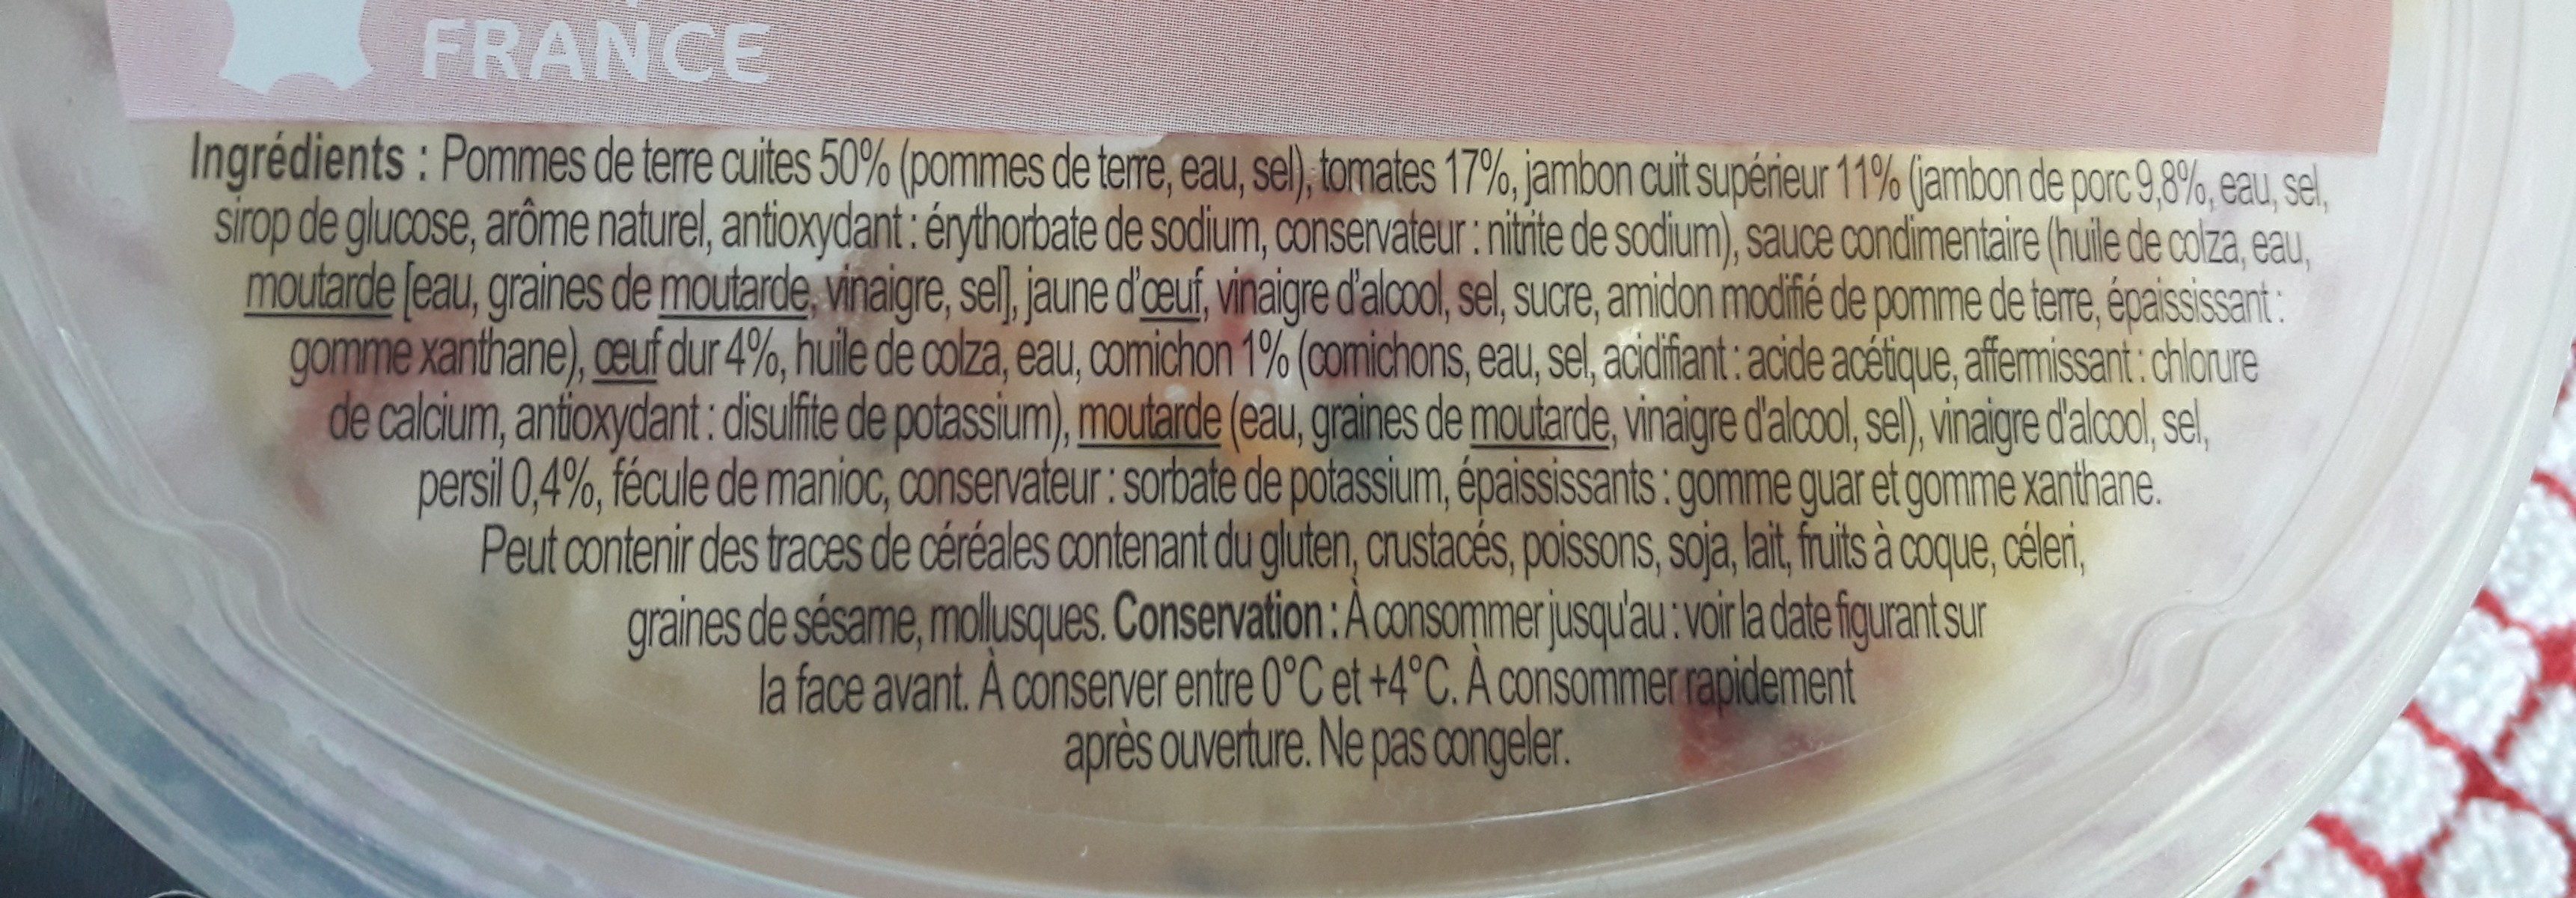 FRANCE
Ingrédients : Pommes de terre cuites 50% (pommes de terre, eau, sel), tomates 17%, jambon cuit supérieur 11% (jambon de porc 9,8%, eau, sel,
sirop de glucose, arôme naturel, antioxydant : érythorbate de sodium, conservateur : nitrite de sodium), sauce condimentaire (huile de colza, eau,
moutarde [eau, graines de moutarde, vinaigre, sel], jaune d'œuf, vinaigre d'alcool, sel, sucre, amidon modifié de pomme de terre, épaississant :
gomme xanthane), œuf dur 4%, huile de colza, eau, cornichon 1% (cornichons, eau, sel, acidifiant : acide acétique, affermissant : chlorure
de calcium, antioxydant : disulfite de potassium), moutarde (eau, graines de moutarde, vinaigre d'alcool, sel), vinaigre d'alcool, sel,
persil 0,4%, fécule de manioc, conservateur : sorbate de potassium, épaississants : gomme guar et gomme xanthane.
Peut contenir des traces de céréales contenant du gluten, crustacés, poissons, soja, lait, fruits à coque, céleri,
graines de sésame, mollusques. Conservation : À consommer jusqu'au : voir la date figurant sur
la face avant. À conserver entre 0°C et +4°C. À consommer rapidement
après ouverture. Ne pas congeler.